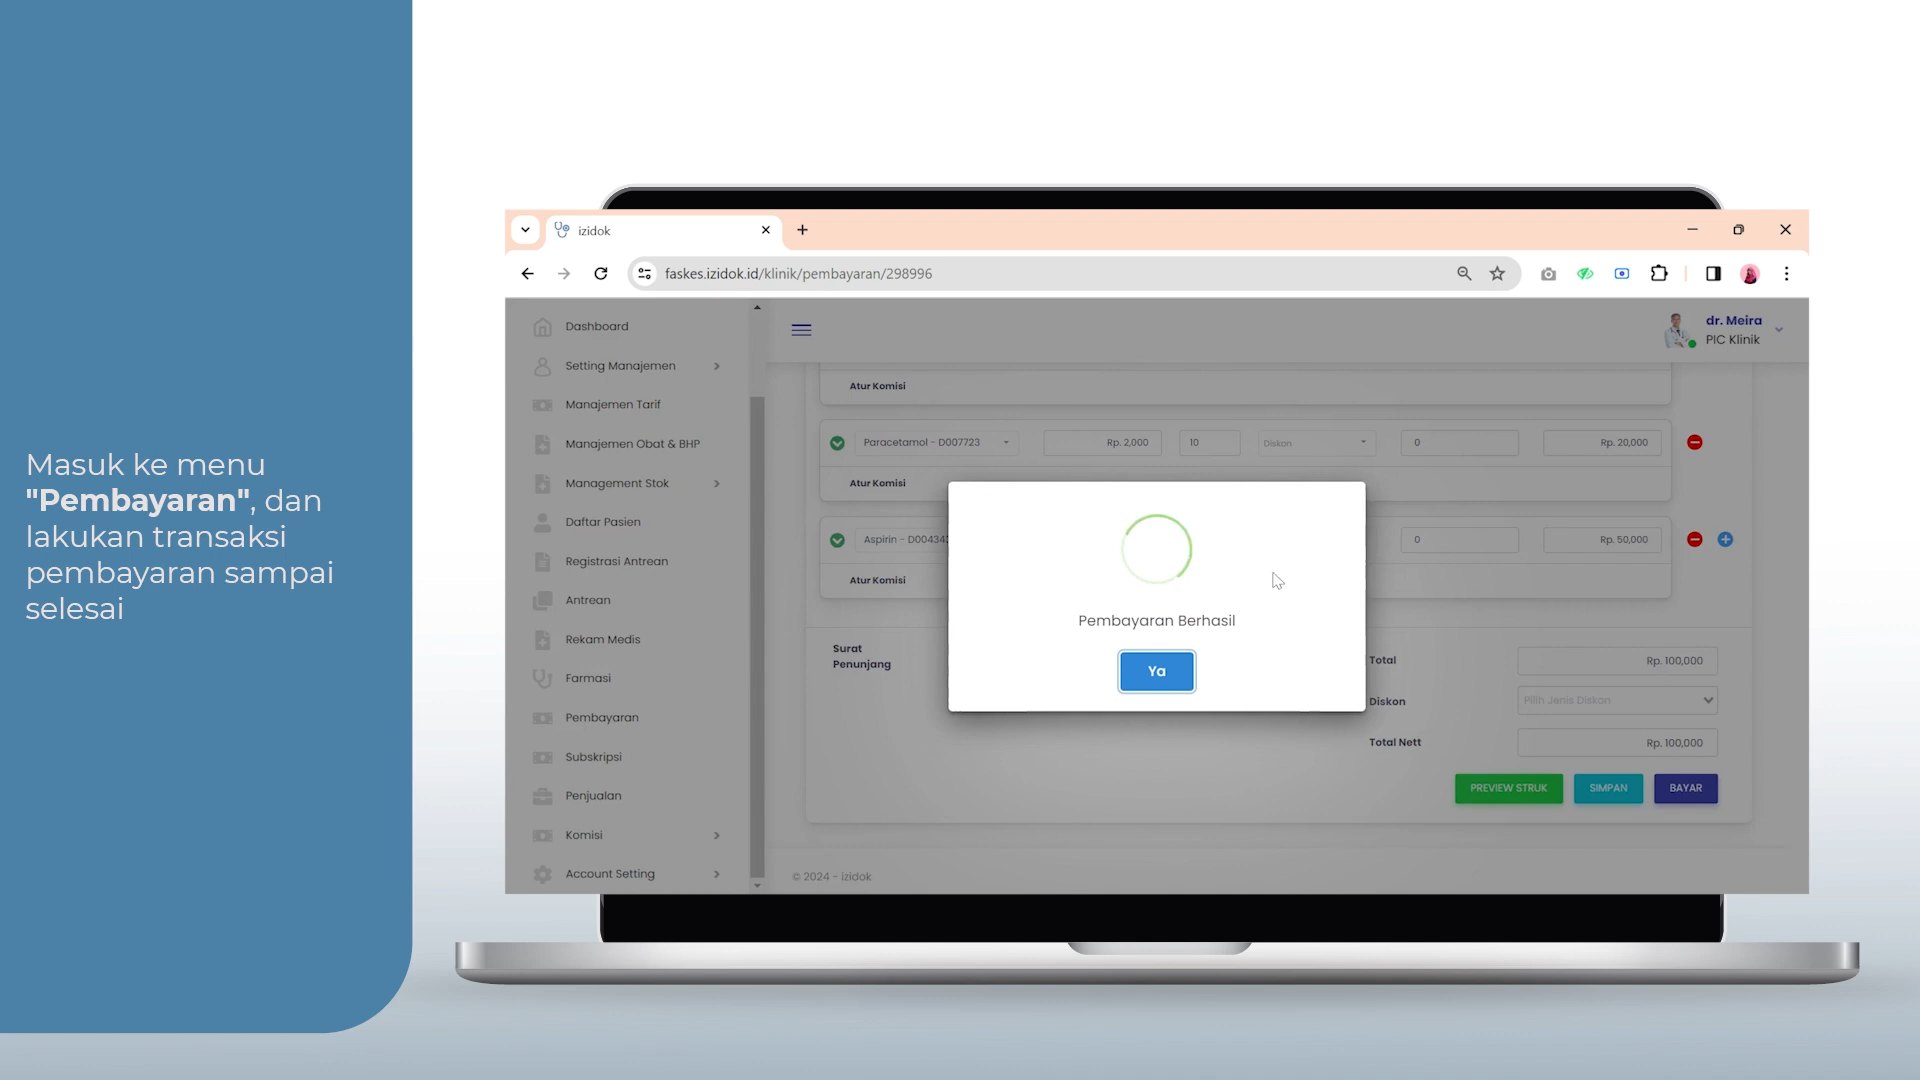 Masuk ke menu
"Pembayaran", dan
lakukan transaksi
pembayaran sampai
selesai
izidok
faskes.izidok.id/klinik/pembayaran/298996
Dashboard
Setting Manajemen
Manajemen Tarif
Manajemen Obat & BHP
Management Stok
Daftar Pasien
Registrasi Antrean
Antrean
Rekam Medis
Farmasi
Pembayaran
Subskripsi
Penjualan
Komisi
Account Setting
dr. Meira
PIC Klinik
Atur Komisi
Paracetamol - D007723 Rp. 2,000 10 Diskon 0 Rp. 20,000
Atur Komisi
Aspirin - D00434 0 Rp. 50,000
Atur Komisi
Pembayaran Berhasil
Ya
Surat
Penunjang
Total Rp. 100,000
Diskon Pilih Jenis Diskon
Total Nett Rp. 100,000
PREVIEW STRUK SIMPAN BAYAR
© 2024 - izidok